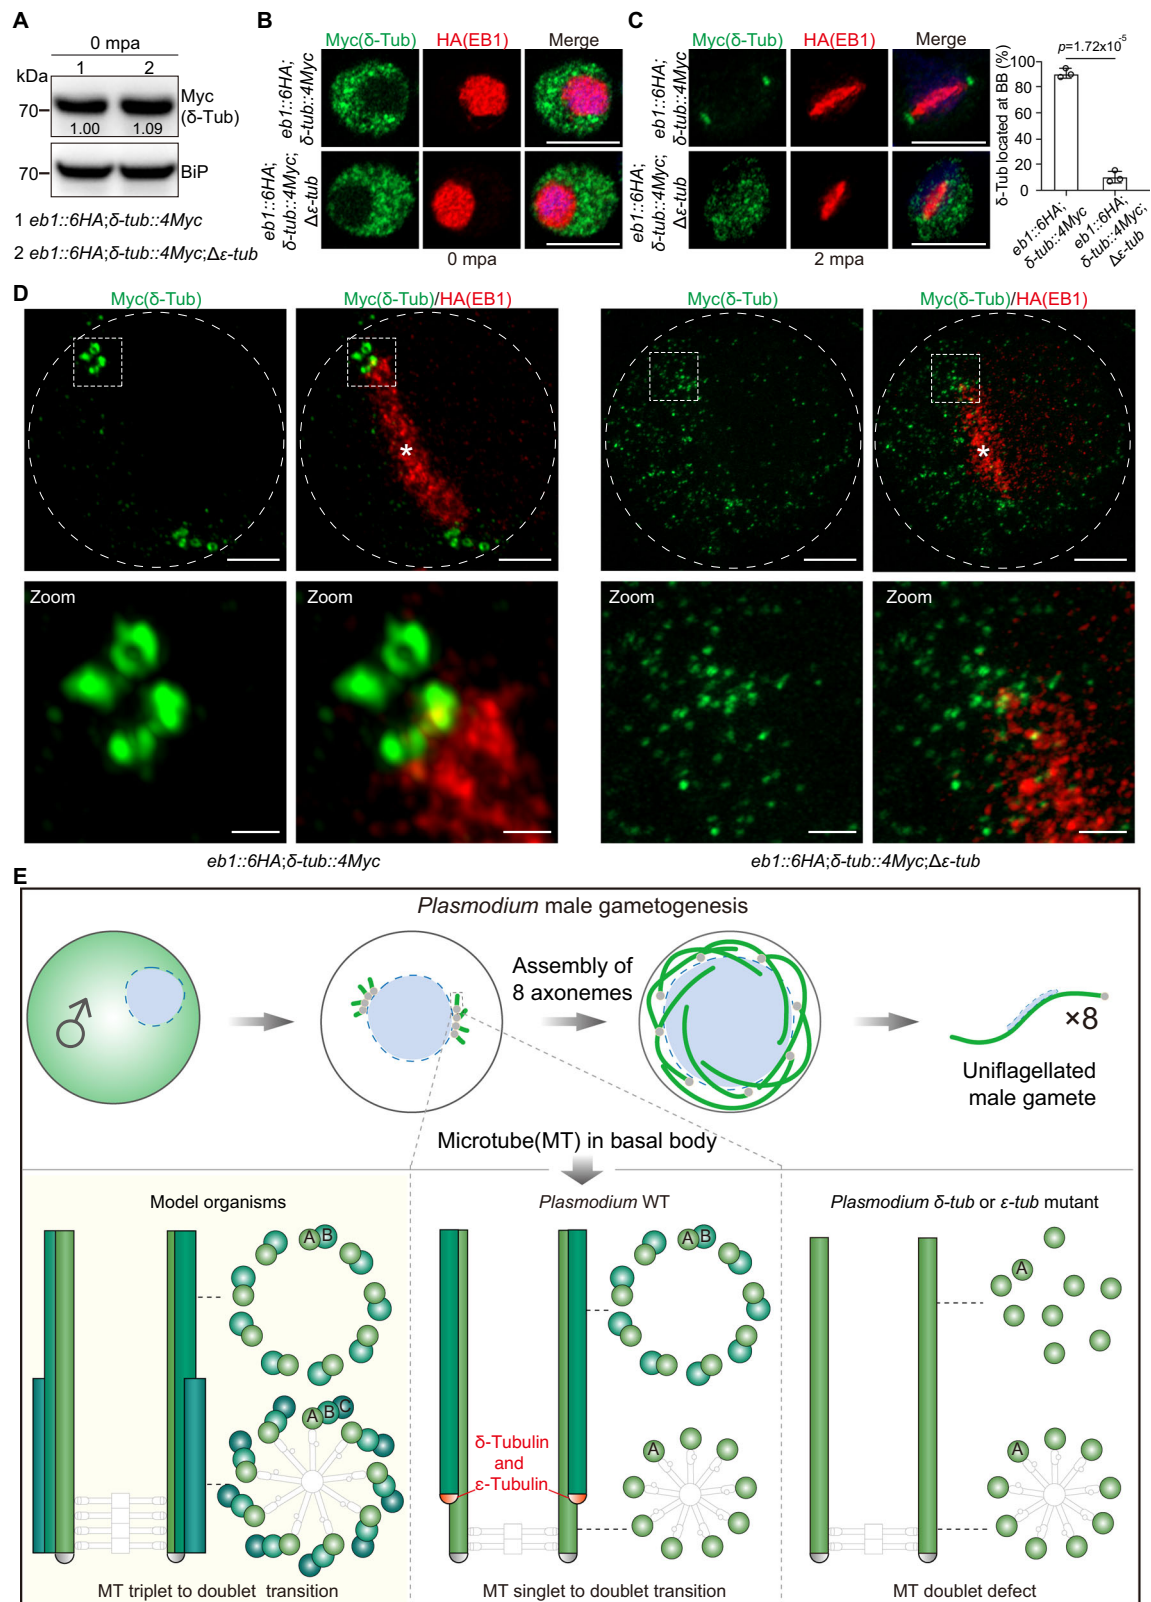 A
0 mpa
kDa
1 2
70
Myc
(δ-Tub)
1.00 1.09
70
BiP
1 eb1::6HA;δ-tub::4Myc
2 eb1::6HA;δ-tub::4Myc;Δε-tub
B
Myc(δ-Tub) HA(EB1) Merge
eb1::6HA;
δ-tub::4Myc
eb1::6HA;
δ-tub::4Myc;
Δε-tub
0 mpa
C
Myc(δ-Tub) HA(EB1) Merge
eb1::6HA;
δ-tub::4Myc
eb1::6HA;
δ-tub::4Myc;
Δε-tub
2 mpa
δ-Tub located at BB (%)
p=1.72x10-5
100
80
60
40
20
0
eb1::6HA;
δ-tub::4Myc
eb1::6HA;
δ-tub::4Myc;
Δε-tub
D
Myc(δ-Tub) Myc(δ-Tub)/HA(EB1) Myc(δ-Tub) Myc(δ-Tub)/HA(EB1)
*
*
Zoom Zoom Zoom Zoom
eb1::6HA;δ-tub::4Myc
eb1::6HA;δ-tub::4Myc;Δε-tub
E
Plasmodium male gametogenesis
♂
Assembly of
8 axonemes
×8
Uniflagellated
male gamete
Microtube(MT) in basal body
Model organisms
A B
A B C
MT triplet to doublet transition
Plasmodium WT
A B
δ-Tubulin
and
ε-Tubulin
A
MT singlet to doublet transition
Plasmodium δ-tub or ε-tub mutant
A
A
MT doublet defect